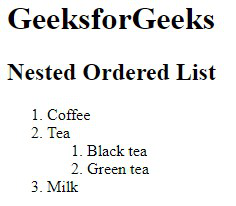 GeeksforGeeks
Nested Ordered List
1. Coffee
2. Tea
1. Black tea
2. Green tea
3. Milk